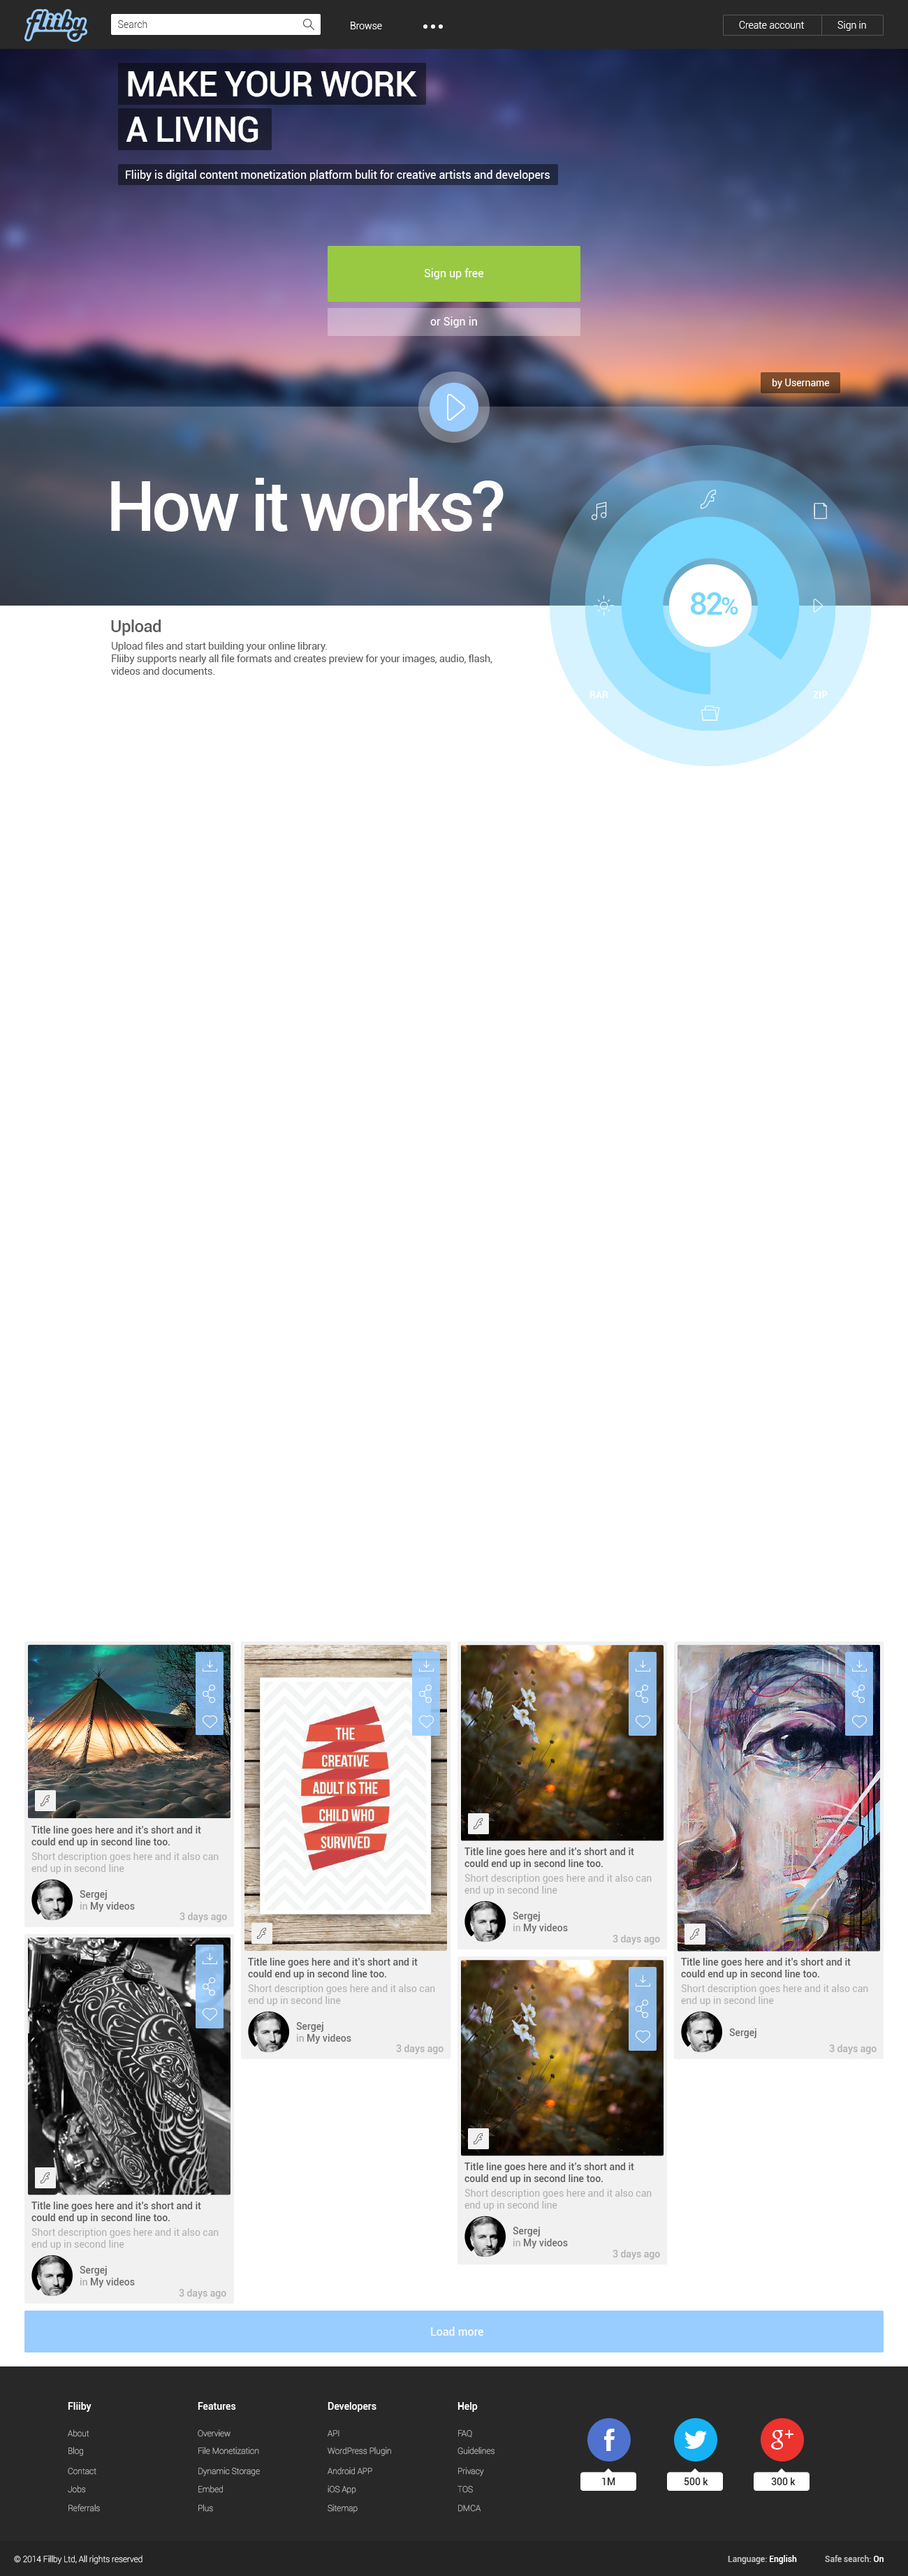 fliiby
Search
Browse
Create account
Sign in
MAKE YOUR WORK
A LIVING
Fliiby is digital content monetization platform bulit for creative artists and developers
Sign up free
or Sign in
by Username
How it works?
82%
RAR
ZIP
Upload
Upload files and start building your online library.
Fliiby supports nearly all file formats and creates preview for your images, audio, flash,
videos and documents.
Title line goes here and it's short and it
could end up in second line too.
Short description goes here and it also can
end up in second line
Sergej
in My videos
3 days ago
Title line goes here and it's short and it
could end up in second line too.
Short description goes here and it also can
end up in second line
Sergej
in My videos
3 days ago
THE
CREATIVE
ADULT IS THE
CHILD WHO
SURVIVED
Title line goes here and it's short and it
could end up in second line too.
Short description goes here and it also can
end up in second line
Sergej
in My videos
3 days ago
Title line goes here and it's short and it
could end up in second line too.
Short description goes here and it also can
end up in second line
Sergej
in My videos
3 days ago
Title line goes here and it's short and it
could end up in second line too.
Short description goes here and it also can
end up in second line
Sergej
in My videos
3 days ago
Title line goes here and it's short and it
could end up in second line too.
Short description goes here and it also can
end up in second line
Sergej
3 days ago
Load more
Fliiby
About
Blog
Contact
Jobs
Referrals
Features
Overview
File Monetization
Dynamic Storage
Embed
Plus
Developers
API
WordPress Plugin
Android APP
iOS App
Sitemap
Help
FAQ
Guidelines
Privacy
TOS
DMCA
f
g+
1M
500 k
300 k
© 2014 Fillby Ltd, All rights reserved
Language: English
Safe search: On